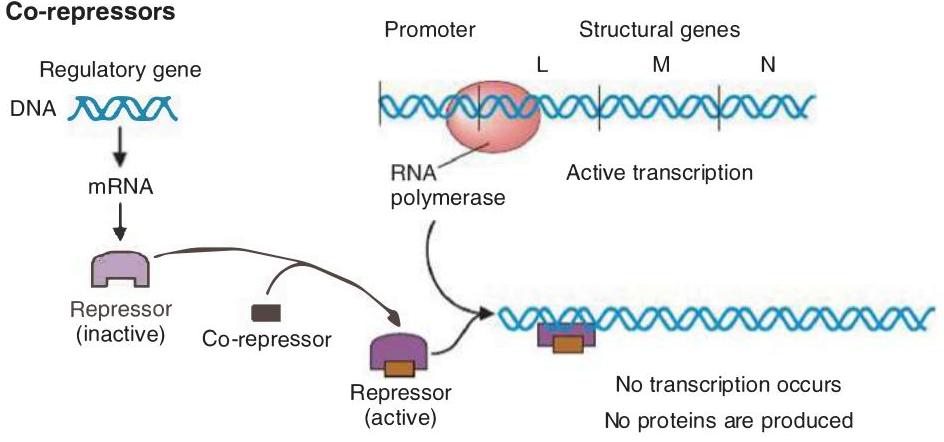 Co-repressors
Promoter
Structural genes
L
M
N
Regulatory gene
DNA
mRNA
RNA
polymerase
Active transcription
Repressor
(inactive)
Co-repressor
Repressor
(active)
No transcription occurs
No proteins are produced